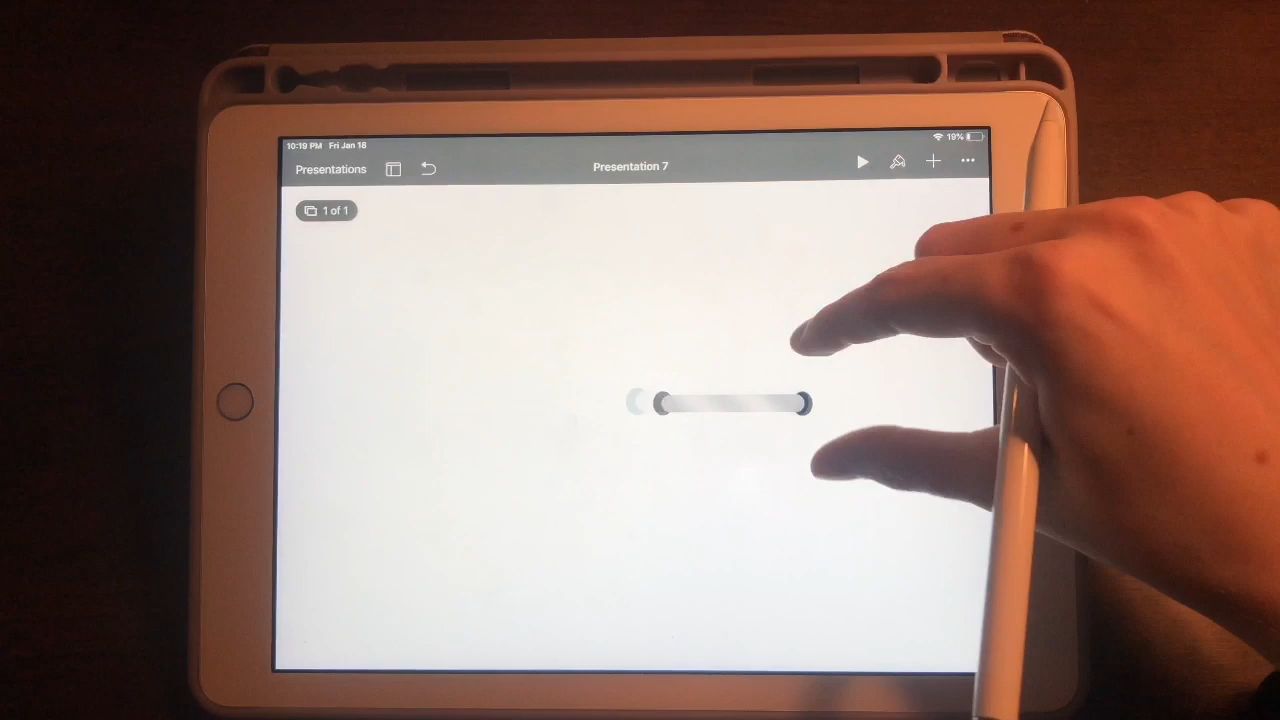 10:19 PM Fri Jan 18
19%
Presentations
Presentation 7
1 of 1